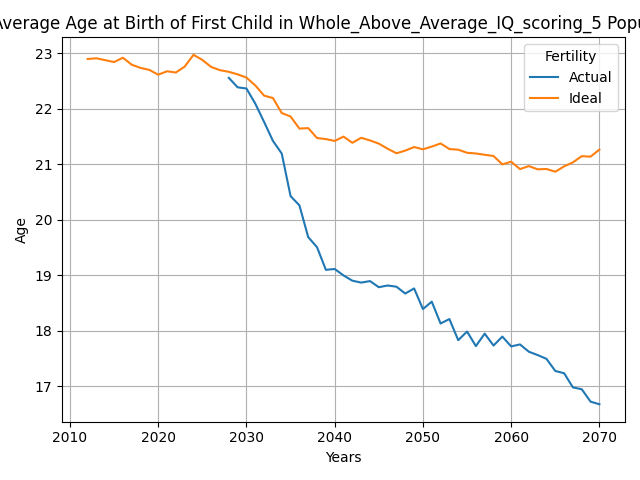 Average Age at Birth of First Child in Whole_Above_Average_IQ_scoring_5 Popu
Fertility
Actual
Ideal
23
22
21
20
19
18
17
Age
2010 2020 2030 2040 2050 2060 2070
Years